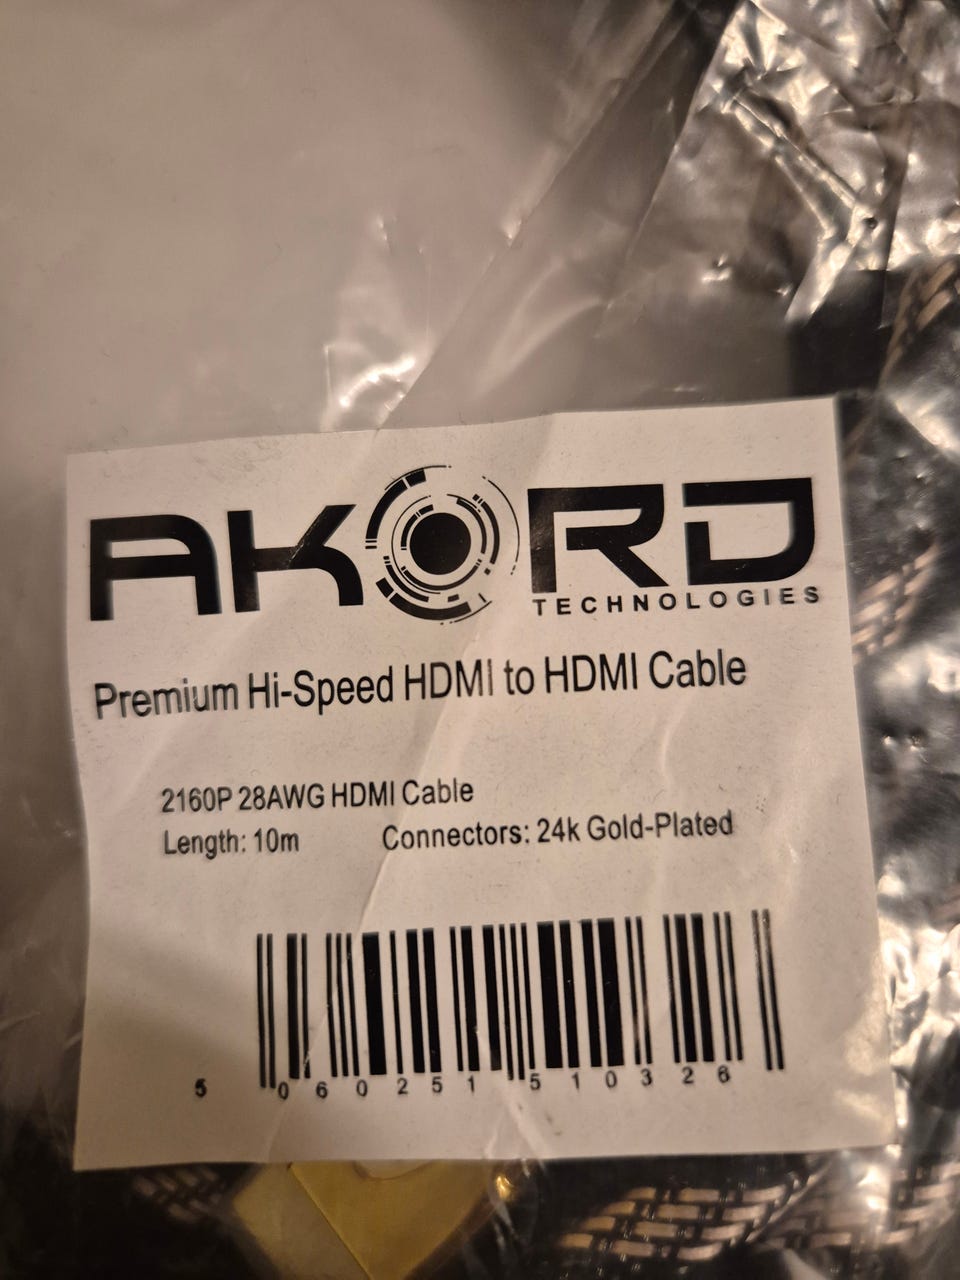 AKORD
TECHNOLOGIES
Premium Hi-Speed HDMI to HDMI Cable
2160P 28AWG HDMI Cable
Length: 10m Connectors: 24k Gold-Plated
5 060251 510326